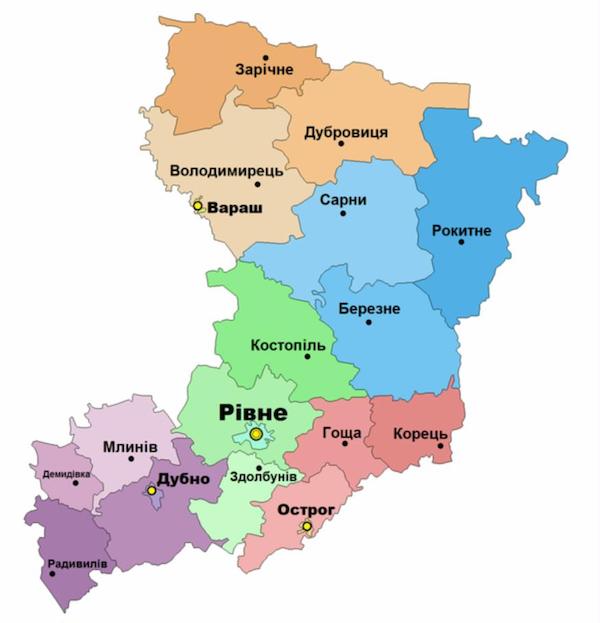 Зарічне
Дубровиця
Володимирець
Вараш
Сарни
Рокитне
Березне
Костопіль
Рівне
Гоща
Корець
Млинів
Демидівка
Дубно
Здолбунів
Острог
Радивилів